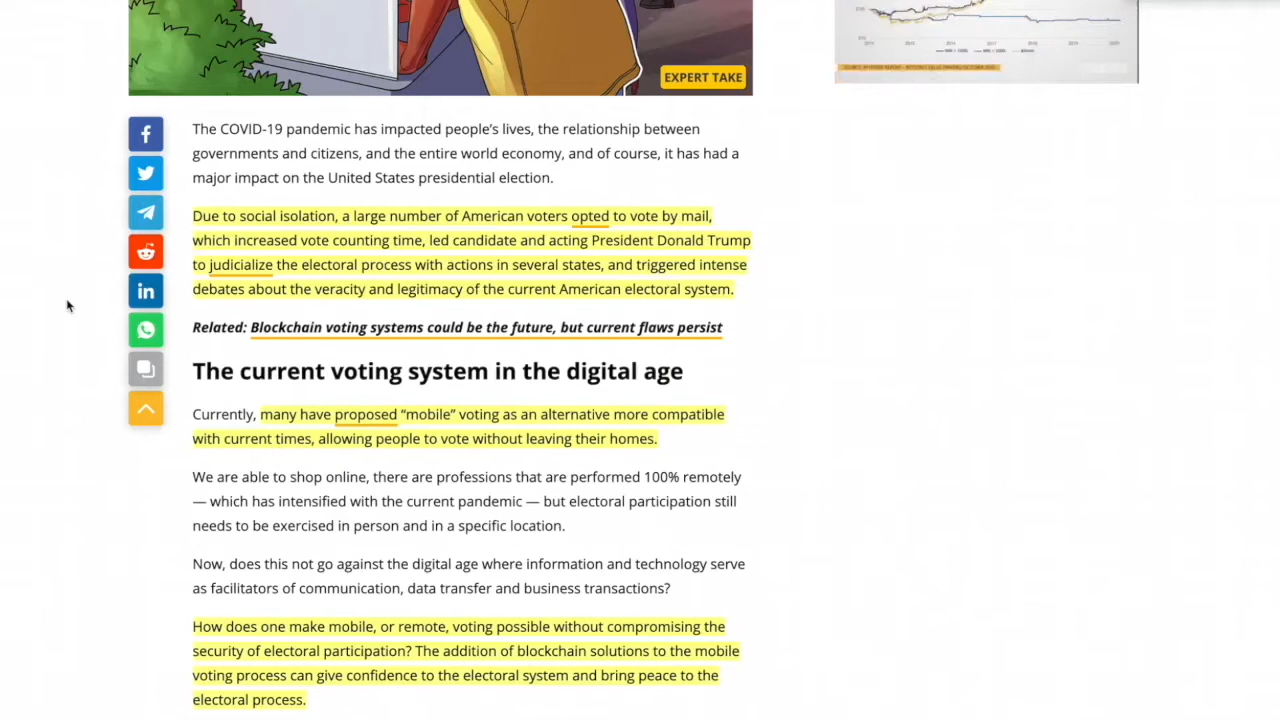 EXPERT TAKE
The COVID-19 pandemic has impacted people's lives, the relationship between
governments and citizens, and the entire world economy, and of course, it has had a
major impact on the United States presidential election.
Due to social isolation, a large number of American voters opted to vote by mail,
which increased vote counting time, led candidate and acting President Donald Trump
to judicialize the electoral process with actions in several states, and triggered intense
debates about the veracity and legitimacy of the current American electoral system.
Related: Blockchain voting systems could be the future, but current flaws persist
The current voting system in the digital age
Currently, many have proposed “mobile” voting as an alternative more compatible
with current times, allowing people to vote without leaving their homes.
We are able to shop online, there are professions that are performed 100% remotely
— which has intensified with the current pandemic — but electoral participation still
needs to be exercised in person and in a specific location.
Now, does this not go against the digital age where information and technology serve
as facilitators of communication, data transfer and business transactions?
How does one make mobile, or remote, voting possible without compromising the
security of electoral participation? The addition of blockchain solutions to the mobile
voting process can give confidence to the electoral system and bring peace to the
electoral process.